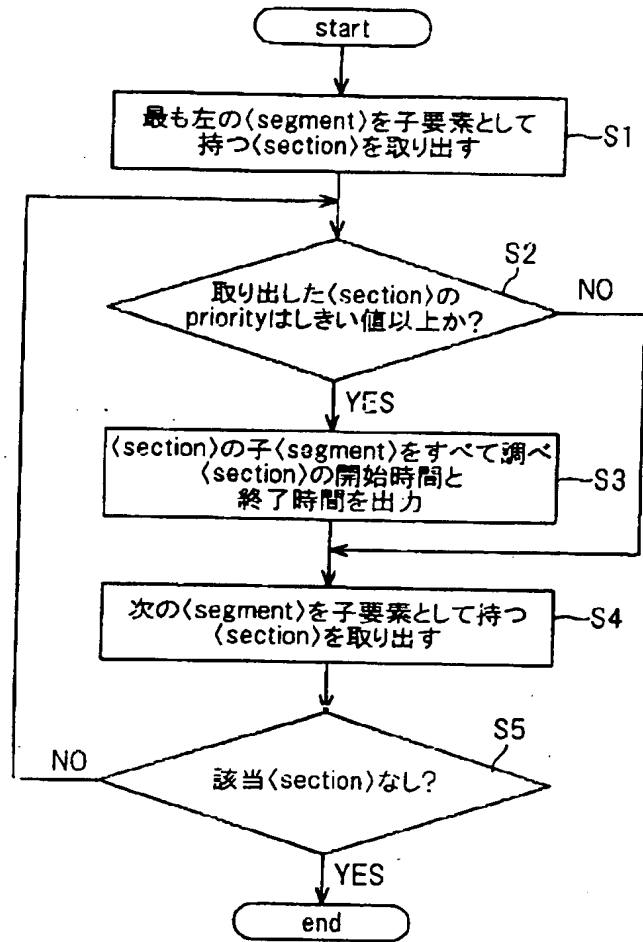 start
最も左の〈segment〉を子要素として
持つ〈section〉を取り出す
S1
S2
取り出した〈section〉の
priorityはしきい値以上か?
NO
YES
〈section〉の子〈segment〉をすべて調べ
〈section〉の開始時間と
終了時間を出力
S3
次の〈segment〉を子要素として持つ
〈section〉を取り出す
S4
S5
NO
該当〈section〉なし?
YES
end